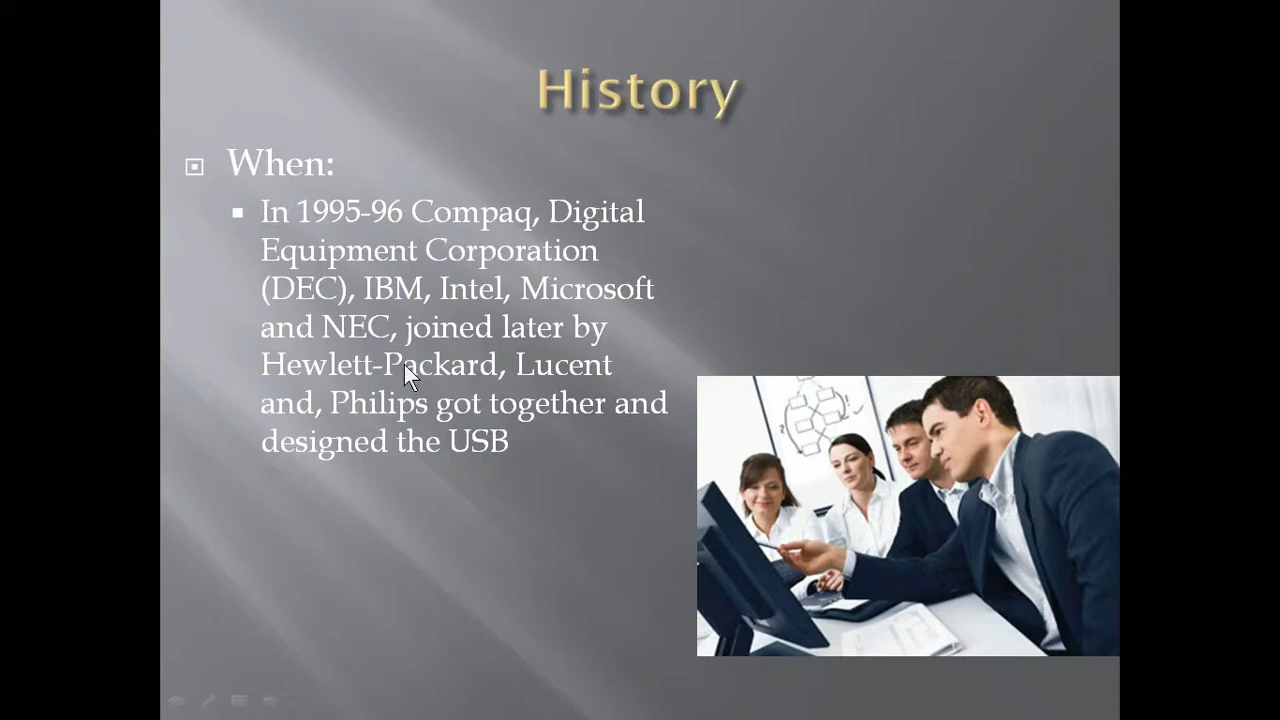 History
When:
In 1995-96 Compaq, Digital
Equipment Corporation
(DEC), IBM, Intel, Microsoft
and NEC, joined later by
Hewlett-Packard, Lucent
and, Philips got together and
designed the USB